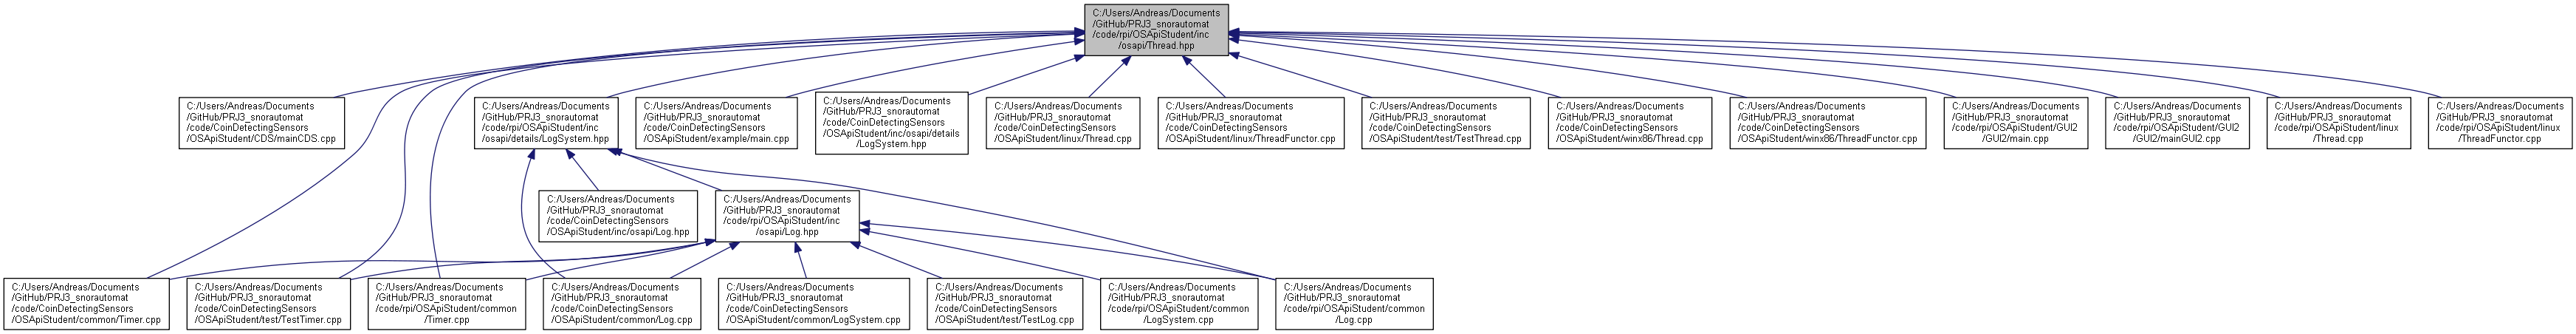 C:/Users/Andreas/Documents
/GitHub/PRJ3_snorautomat
/code/rpi/OSApiStudent/inc
/osapi/Thread.hpp
C:/Users/Andreas/Documents
/GitHub/PRJ3_snorautomat
/code/CoinDetectingSensors
/OSApiStudent/CDS/mainCDS.cpp
C:/Users/Andreas/Documents
/GitHub/PRJ3_snorautomat
/code/rpi/OSApiStudent/inc
/osapi/details/LogSystem.hpp
C:/Users/Andreas/Documents
/GitHub/PRJ3_snorautomat
/code/CoinDetectingSensors
/OSApiStudent/example/main.cpp
C:/Users/Andreas/Documents
/GitHub/PRJ3_snorautomat
/code/CoinDetectingSensors
/OSApiStudent/inc/osapi/details
/LogSystem.hpp
C:/Users/Andreas/Documents
/GitHub/PRJ3_snorautomat
/code/CoinDetectingSensors
/OSApiStudent/linux/Thread.cpp
C:/Users/Andreas/Documents
/GitHub/PRJ3_snorautomat
/code/CoinDetectingSensors
/OSApiStudent/linux/ThreadFunctor.cpp
C:/Users/Andreas/Documents
/GitHub/PRJ3_snorautomat
/code/CoinDetectingSensors
/OSApiStudent/test/TestThread.cpp
C:/Users/Andreas/Documents
/GitHub/PRJ3_snorautomat
/code/CoinDetectingSensors
/OSApiStudent/winx86/Thread.cpp
C:/Users/Andreas/Documents
/GitHub/PRJ3_snorautomat
/code/CoinDetectingSensors
/OSApiStudent/winx86/ThreadFunctor.cpp
C:/Users/Andreas/Documents
/GitHub/PRJ3_snorautomat
/code/rpi/OSApiStudent/GUI2
/GUI2/main.cpp
C:/Users/Andreas/Documents
/GitHub/PRJ3_snorautomat
/code/rpi/OSApiStudent/GUI2
/GUI2/mainGUI2.cpp
C:/Users/Andreas/Documents
/GitHub/PRJ3_snorautomat
/code/rpi/OSApiStudent/linux
/Thread.cpp
C:/Users/Andreas/Documents
/GitHub/PRJ3_snorautomat
/code/rpi/OSApiStudent/linux
/ThreadFunctor.cpp
C:/Users/Andreas/Documents
/GitHub/PRJ3_snorautomat
/code/CoinDetectingSensors
/OSApiStudent/inc/osapi/Log.hpp
C:/Users/Andreas/Documents
/GitHub/PRJ3_snorautomat
/code/rpi/OSApiStudent/inc
/osapi/Log.hpp
C:/Users/Andreas/Documents
/GitHub/PRJ3_snorautomat
/code/CoinDetectingSensors
/OSApiStudent/common/Timer.cpp
C:/Users/Andreas/Documents
/GitHub/PRJ3_snorautomat
/code/CoinDetectingSensors
/OSApiStudent/test/TestTimer.cpp
C:/Users/Andreas/Documents
/GitHub/PRJ3_snorautomat
/code/rpi/OSApiStudent/common
/Timer.cpp
C:/Users/Andreas/Documents
/GitHub/PRJ3_snorautomat
/code/CoinDetectingSensors
/OSApiStudent/common/Log.cpp
C:/Users/Andreas/Documents
/GitHub/PRJ3_snorautomat
/code/CoinDetectingSensors
/OSApiStudent/common/LogSystem.cpp
C:/Users/Andreas/Documents
/GitHub/PRJ3_snorautomat
/code/CoinDetectingSensors
/OSApiStudent/test/TestLog.cpp
C:/Users/Andreas/Documents
/GitHub/PRJ3_snorautomat
/code/rpi/OSApiStudent/common
/LogSystem.cpp
C:/Users/Andreas/Documents
/GitHub/PRJ3_snorautomat
/code/rpi/OSApiStudent/common
/Log.cpp